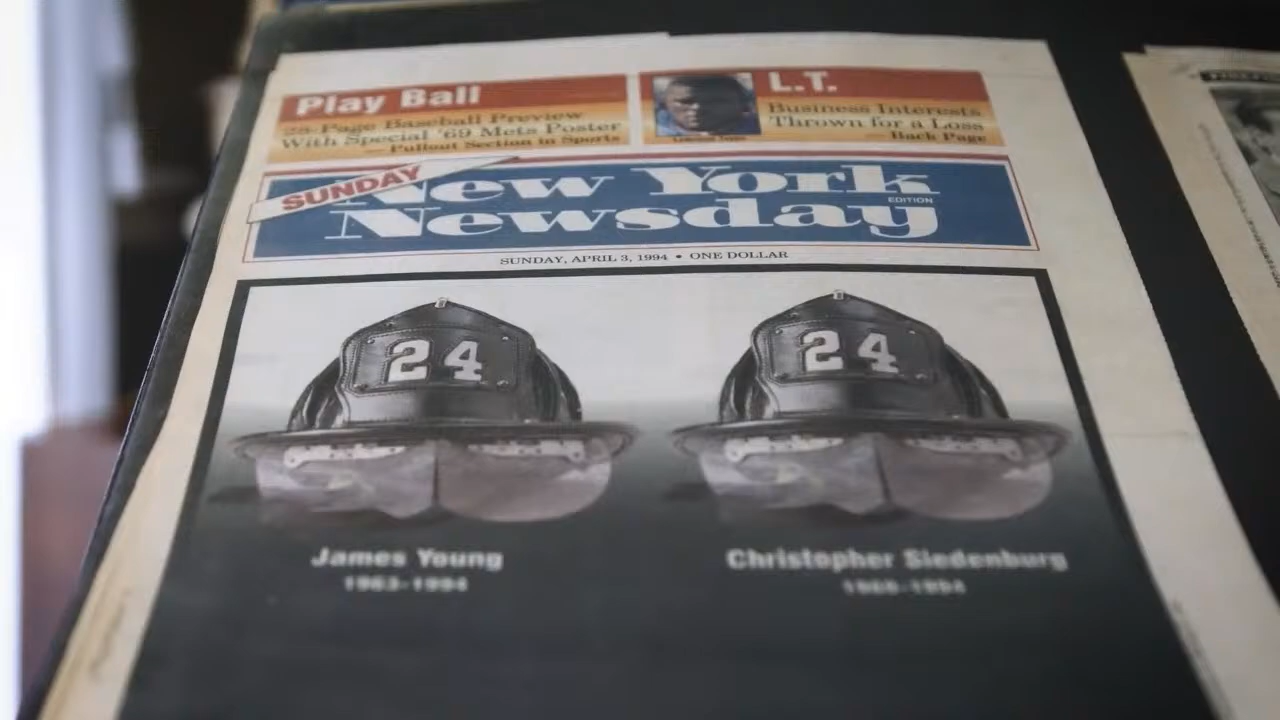 Play Ball
28-Page Baseball Preview
With Special '69 Mets Poster
— Pullout Section in Sports
L.T.
Business Interests
Thrown for a Loss
— Back Page
SUNDAY
New York
EDITION
Newsday
SUNDAY, APRIL 3, 1994 • ONE DOLLAR
24
24
James Young
1963-1994
Christopher Siedenburg